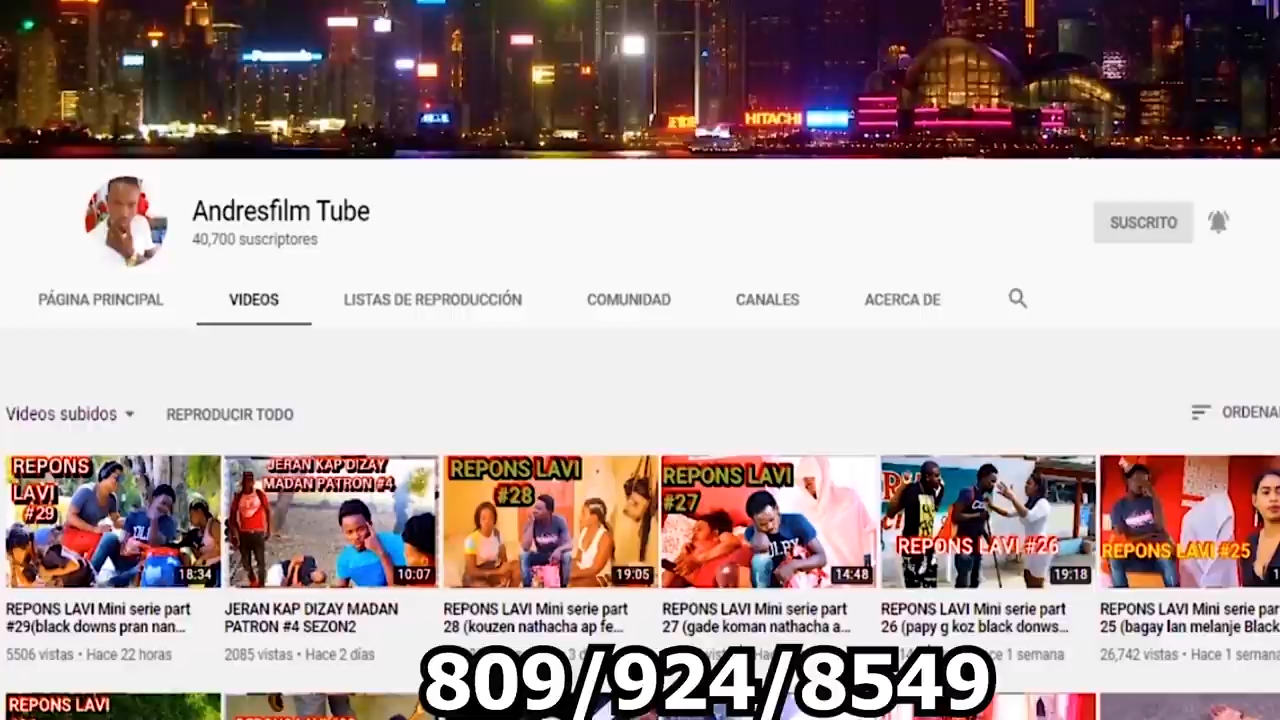 HITACHI
Andresfilm Tube
40,700 suscriptores
SUSCRITO
PÁGINA PRINCIPAL
VIDEOS
LISTAS DE REPRODUCCIÓN
COMUNIDAD
CANALES
ACERCA DE
Videos subidos
REPRODUCIR TODO
REPONS
LAVI
#29
18:34
JERAN KAP DIZAY
MADAN PATRON #4
10:07
REPONS LAVI
#28
19:05
REPONS LAVI
#27
14:48
REPONS LAVI #26
19:18
REPONS LAVI #25
REPONS LAVI Mini serie part
#29(black downs pran nan...
5506 vistas • Hace 22 horas
JERAN KAP DIZAY MADAN
PATRON #4 SEZON2
2085 vistas • Hace 2 días
REPONS LAVI Mini serie part
28 (kouzen nathacha ap fe...
REPONS LAVI Mini serie part
27 (gade koman nathacha a...
REPONS LAVI Mini serie part
26 (papy g koz black donws...
1 semana
REPONS LAVI Mini serie par
25 (bagay lan melanje Black
26,742 vistas • Hace 1 semana
809/924/8549
REPONS LAVI